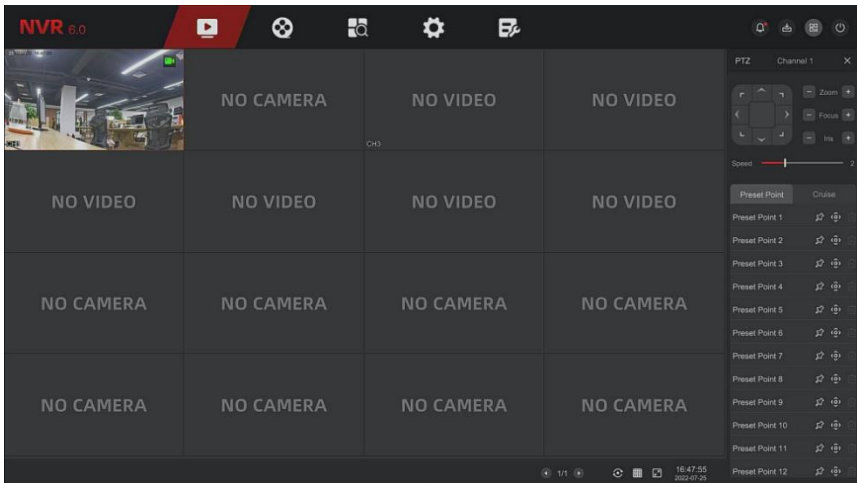 NVR 6.0
PTZ Channel 1
NO CAMERA NO VIDEO NO VIDEO
Zoom
Focus
Iris
CH3
Speed 2
NO VIDEO NO VIDEO NO VIDEO NO VIDEO
Preset Point Cruise
Preset Point 1
Preset Point 2
Preset Point 3
Preset Point 4
NO CAMERA NO CAMERA NO CAMERA NO CAMERA
Preset Point 5
Preset Point 6
Preset Point 7
Preset Point 8
NO CAMERA NO CAMERA NO CAMERA NO CAMERA
Preset Point 9
Preset Point 10
Preset Point 11
1/1 16:47:55
2022-07-25
Preset Point 12